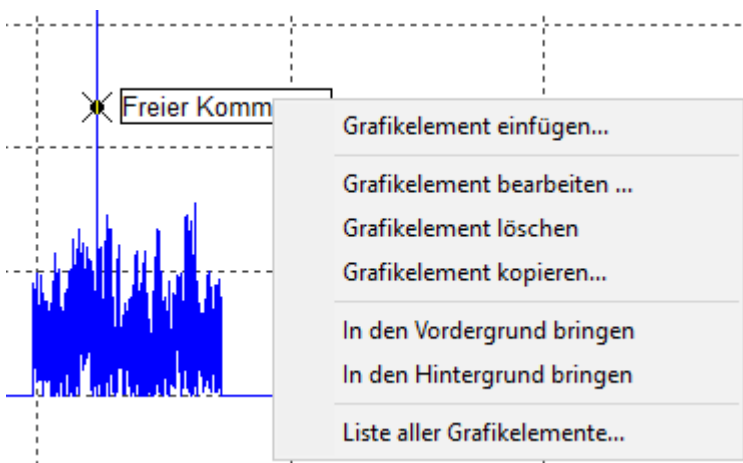 Freier Komm
Grafikelement einfügen...
Grafikelement bearbeiten ...
Grafikelement löschen
Grafikelement kopieren...
In den Vordergrund bringen
In den Hintergrund bringen
Liste aller Grafikelemente...